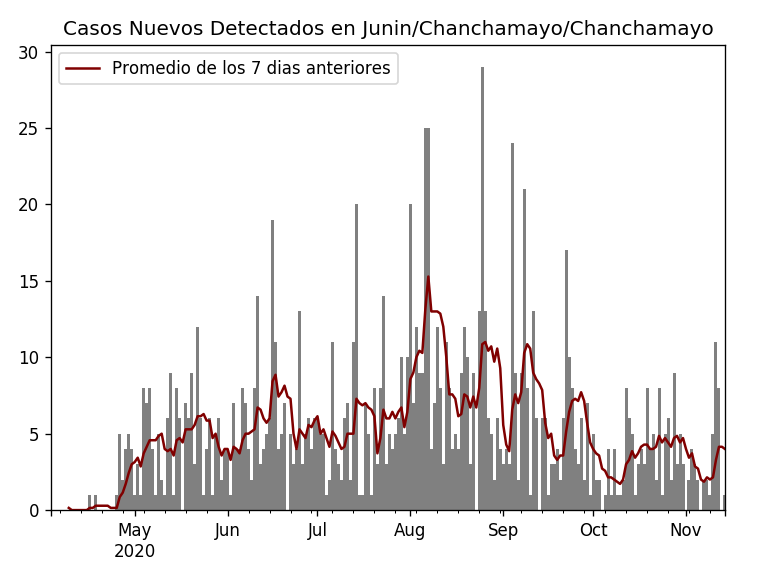 Casos Nuevos Detectados en Junin/Chanchamayo/Chanchamayo
Promedio de los 7 dias anteriores
30
25
20
15
10
5
0
May Jun Jul Aug Sep Oct Nov
2020